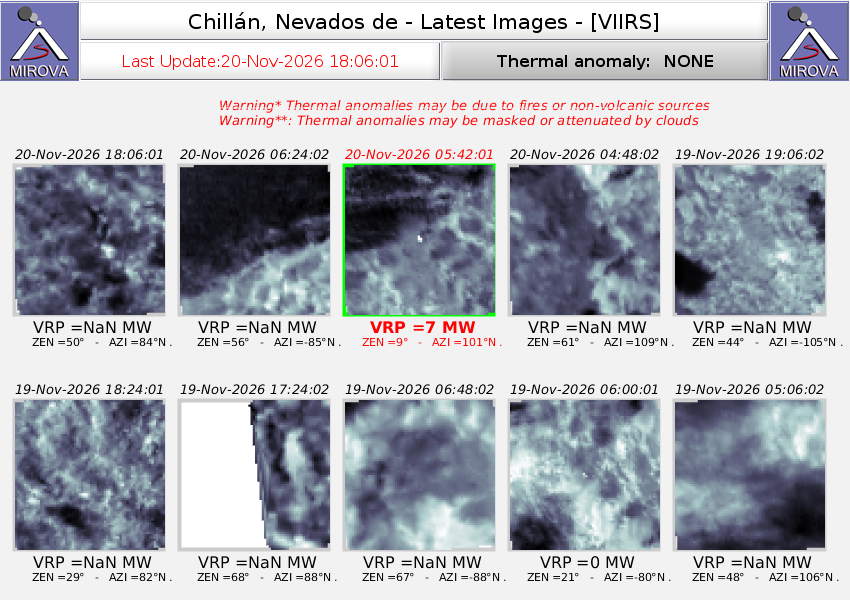 Chillán, Nevados de - Latest Images - [VIIRS]
MIROVA
Last Update:20-Nov-2026 18:06:01
Thermal anomaly: NONE
MIROVA
Warning* Thermal anomalies may be due to fires or non-volcanic sources
Warning**: Thermal anomalies may be masked or attenuated by clouds
20-Nov-2026 18:06:01 20-Nov-2026 06:24:02 20-Nov-2026 05:42:01 20-Nov-2026 04:48:02 19-Nov-2026 19:06:02
VRP =NaN MW VRP =NaN MW VRP =7 MW VRP =NaN MW VRP =NaN MW
ZEN =50° - AZI =84°N . ZEN =56° - AZI =-85°N . ZEN =9° - AZI =101°N . ZEN =61° - AZI =109°N . ZEN =44° - AZI =-105°N .
19-Nov-2026 18:24:01 19-Nov-2026 17:24:02 19-Nov-2026 06:48:02 19-Nov-2026 06:00:01 19-Nov-2026 05:06:02
VRP =NaN MW VRP =NaN MW VRP =NaN MW VRP =0 MW VRP =NaN MW
ZEN =29° - AZI =82°N . ZEN =68° - AZI =88°N . ZEN =67° - AZI =-88°N . ZEN =21° - AZI =-80°N . ZEN =48° - AZI =106°N .